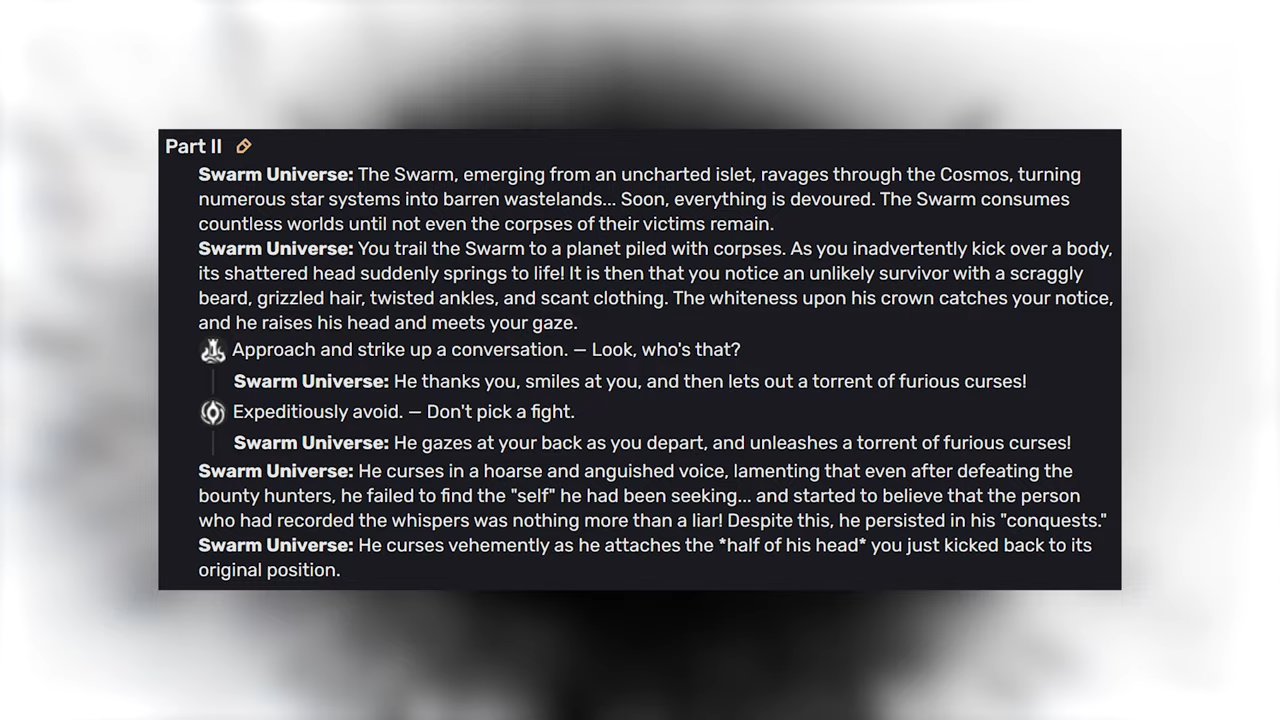 Part II
Swarm Universe: The Swarm, emerging from an uncharted islet, ravages through the Cosmos, turning
numerous star systems into barren wastelands... Soon, everything is devoured. The Swarm consumes
countless worlds until not even the corpses of their victims remain.
Swarm Universe: You trail the Swarm to a planet piled with corpses. As you inadvertently kick over a body,
its shattered head suddenly springs to life! It is then that you notice an unlikely survivor with a scraggly
beard, grizzled hair, twisted ankles, and scant clothing. The whiteness upon his crown catches your notice,
and he raises his head and meets your gaze.
Approach and strike up a conversation. — Look, who's that?
Swarm Universe: He thanks you, smiles at you, and then lets out a torrent of furious curses!
Expeditiously avoid. — Don't pick a fight.
Swarm Universe: He gazes at your back as you depart, and unleashes a torrent of furious curses!
Swarm Universe: He curses in a hoarse and anguished voice, lamenting that even after defeating the
bounty hunters, he failed to find the "self" he had been seeking... and started to believe that the person
who had recorded the whispers was nothing more than a liar! Despite this, he persisted in his "conquests."
Swarm Universe: He curses vehemently as he attaches the *half of his head* you just kicked back to its
original position.